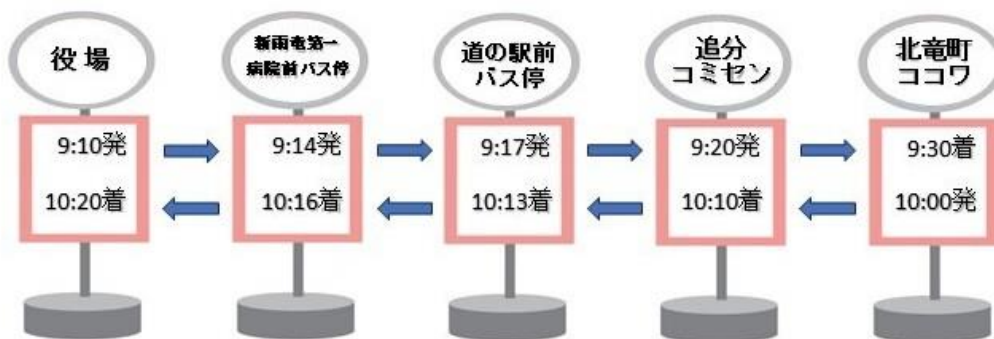 役場
新雨竜第一
病院前バス停
道の駅前
バス停
追分
コミセン
北竜町
ココワ
9:10発
9:14発
9:17発
9:20発
9:30着
10:20着
10:16着
10:13着
10:10着
10:00発